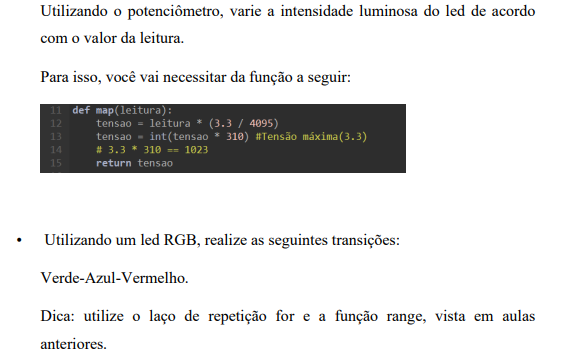 Utilizando o potenciômetro, varie a intensidade luminosa do led de acordo
com o valor da leitura.
Para isso, você vai necessitar da função a seguir:
11 def map(leitura):
12 tensao = leitura * (3.3 / 4095)
13 tensao = int(tensao * 310) #Tensão máxima(3.3)
14 # 3.3 * 310 == 1023
15 return tensao
• Utilizando um led RGB, realize as seguintes transições:
Verde-Azul-Vermelho.
Dica: utilize o laço de repetição for e a função range, vista em aulas
anteriores.